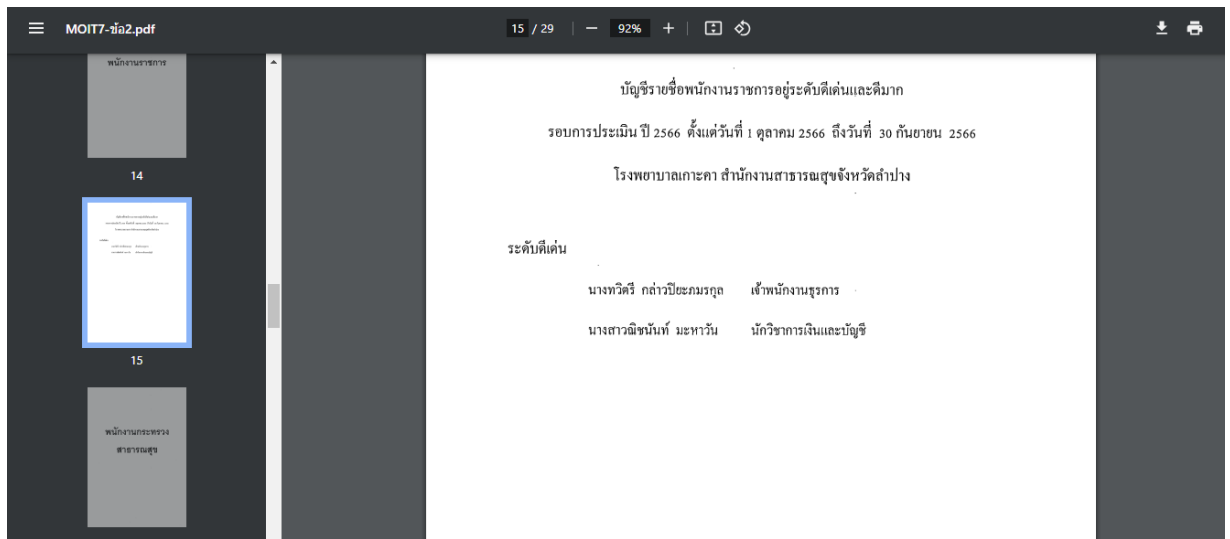 MOIT7-ข้อ2.pdf
15 / 29
92%
พนักงานราชการ
14
15
พนักงานกระทรวง
สาธารณสุข
บัญชีรายชื่อพนักงานราชการอยู่ระดับดีเด่นและดีมาก
รอบการประเมิน ปี 2566 ตั้งแต่วันที่ 1 ตุลาคม 2566 ถึงวันที่ 30 กันยายน 2566
โรงพยาบาลเกาะคา สำนักงานสาธารณสุขจังหวัดลำปาง
ระดับดีเด่น
นางทวิตรี กล่าวปิยะภมรกุล เจ้าพนักงานธุรการ
นางสาวณิชนันท์ มะหาวัน นักวิชาการเงินและบัญชี